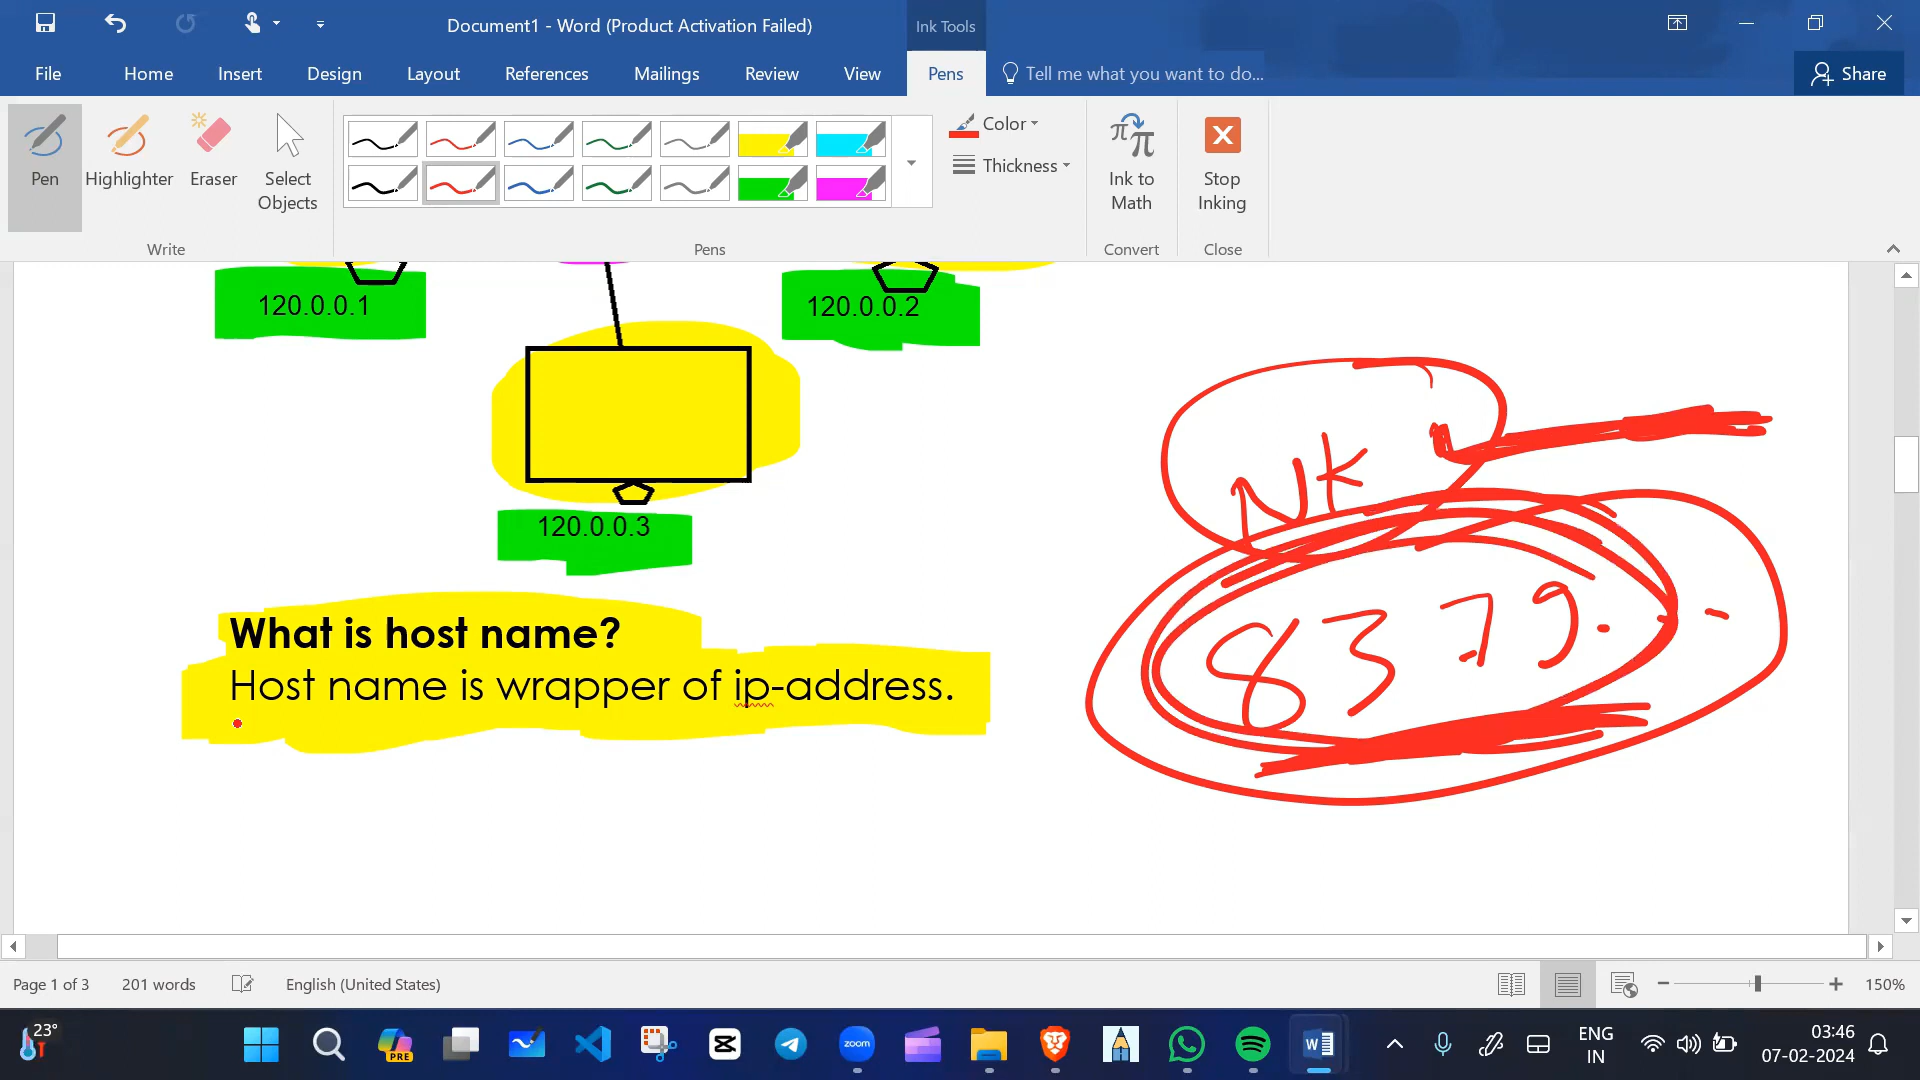 Document1 - Word (Product Activation Failed)
Ink Tools
File Home Insert Design Layout References Mailings Review View Pens Tell me what you want to do... Share
Pen Highlighter Eraser Select Objects
Color
Thickness
Ink to Math
Stop Inking
Write Pens Convert Close
120.0.0.1 120.0.0.2
120.0.0.3
NK
8379..-
What is host name?
Host name is wrapper of ip-address.
Page 1 of 3 201 words English (United States) 150%
23°
PRE
zoom
W
ENG
IN
03:46
07-02-2024